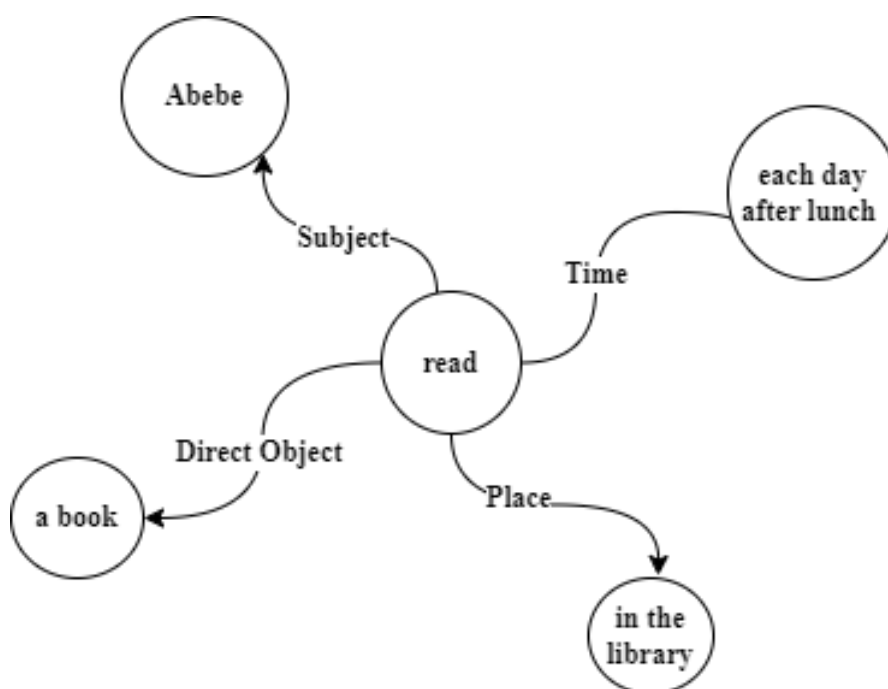 Abebe
each day
after lunch
Subject
Time
read
Direct Object
Place
a book
in the
library